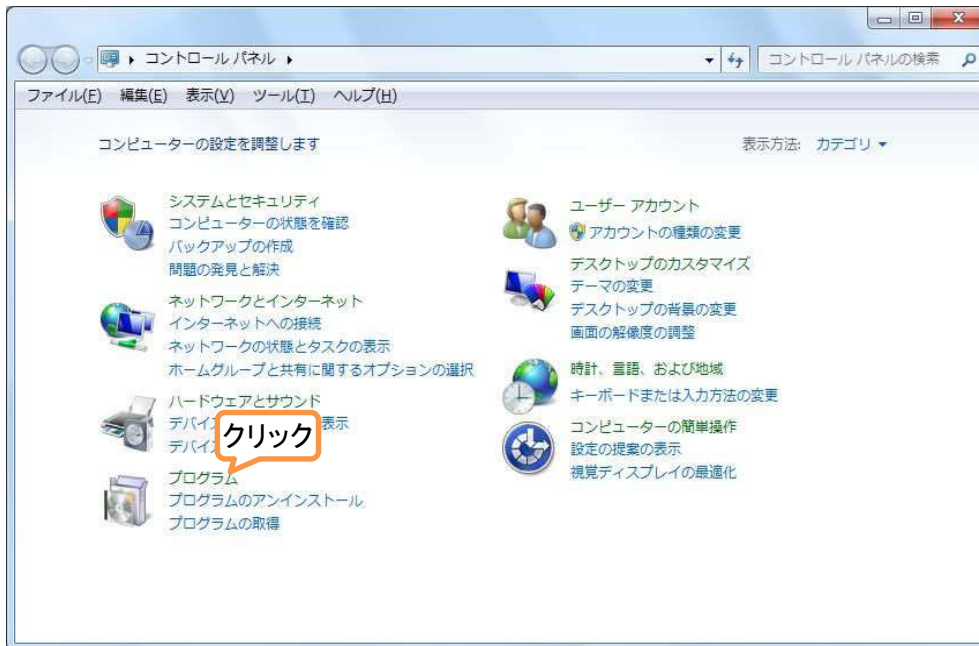 コントロール パネル
コントロール パネルの検索
ファイル(F) 編集(E) 表示(V) ツール(T) ヘルプ(H)
コンピューターの設定を調整します
表示方法: カテゴリ
システムとセキュリティ
コンピューターの状態を確認
バックアップの作成
問題の発見と解決
ネットワークとインターネット
インターネットへの接続
ネットワークの状態とタスクの表示
ホームグループと共有に関するオプションの選択
ハードウェアとサウンド
デバイス
表示
デバイ
クリック
プログラム
プログラムのアンインストール
プログラムの取得
ユーザー アカウント
アカウントの種類の変更
デスクトップのカスタマイズ
テーマの変更
デスクトップの背景の変更
画面の解像度の調整
時計、言語、および地域
キーボードまたは入力方法の変更
コンピューターの簡単操作
設定の提案の表示
視覚ディスプレイの最適化